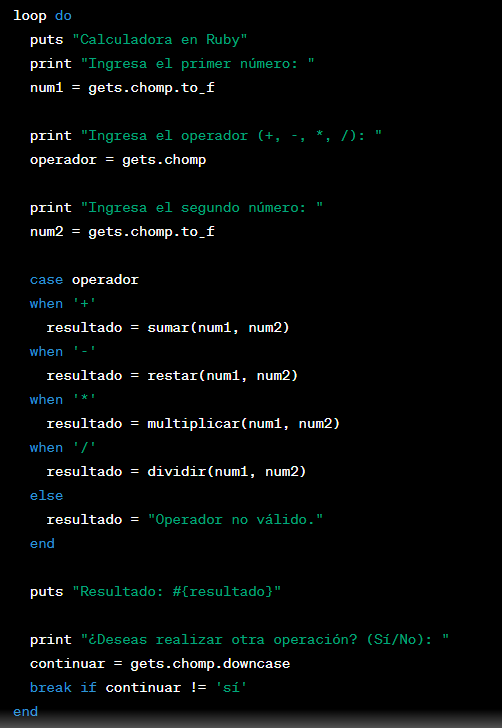 loop do
  puts "Calculadora en Ruby"
  print "Ingresa el primer número: "
  num1 = gets.chomp.to_f

  print "Ingresa el operador (+, -, *, /): "
  operador = gets.chomp

  print "Ingresa el segundo número: "
  num2 = gets.chomp.to_f

  case operador
  when '+'
    resultado = sumar(num1, num2)
  when '-'
    resultado = restar(num1, num2)
  when '*'
    resultado = multiplicar(num1, num2)
  when '/'
    resultado = dividir(num1, num2)
  else
    resultado = "Operador no válido."
  end

  puts "Resultado: #{resultado}"

  print "¿Deseas realizar otra operación? (Sí/No): "
  continuar = gets.chomp.downcase
  break if continuar != 'sí'
end